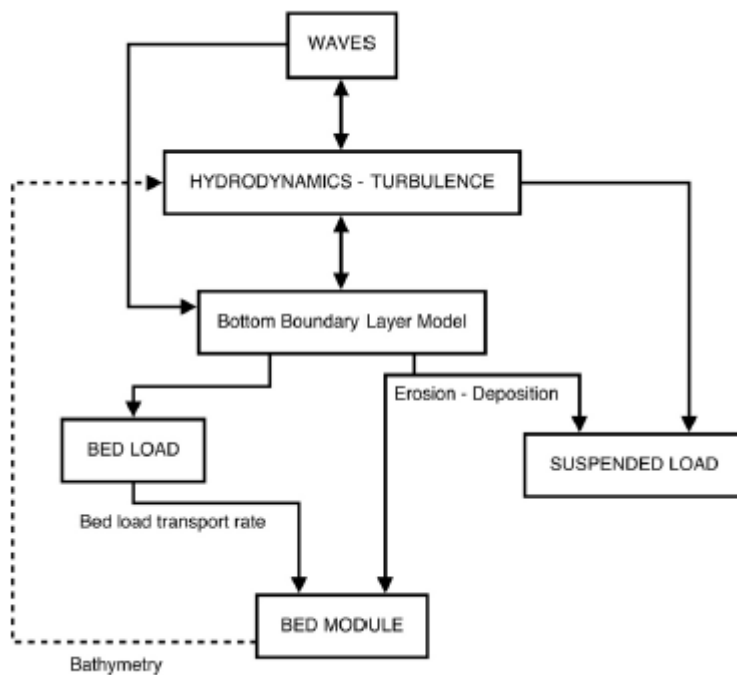 WAVES
HYDRODYNAMICS - TURBULENCE
Bottom Boundary Layer Model
Erosion - Deposition
BED LOAD
SUSPENDED LOAD
Bed load transport rate
BED MODULE
Bathymetry